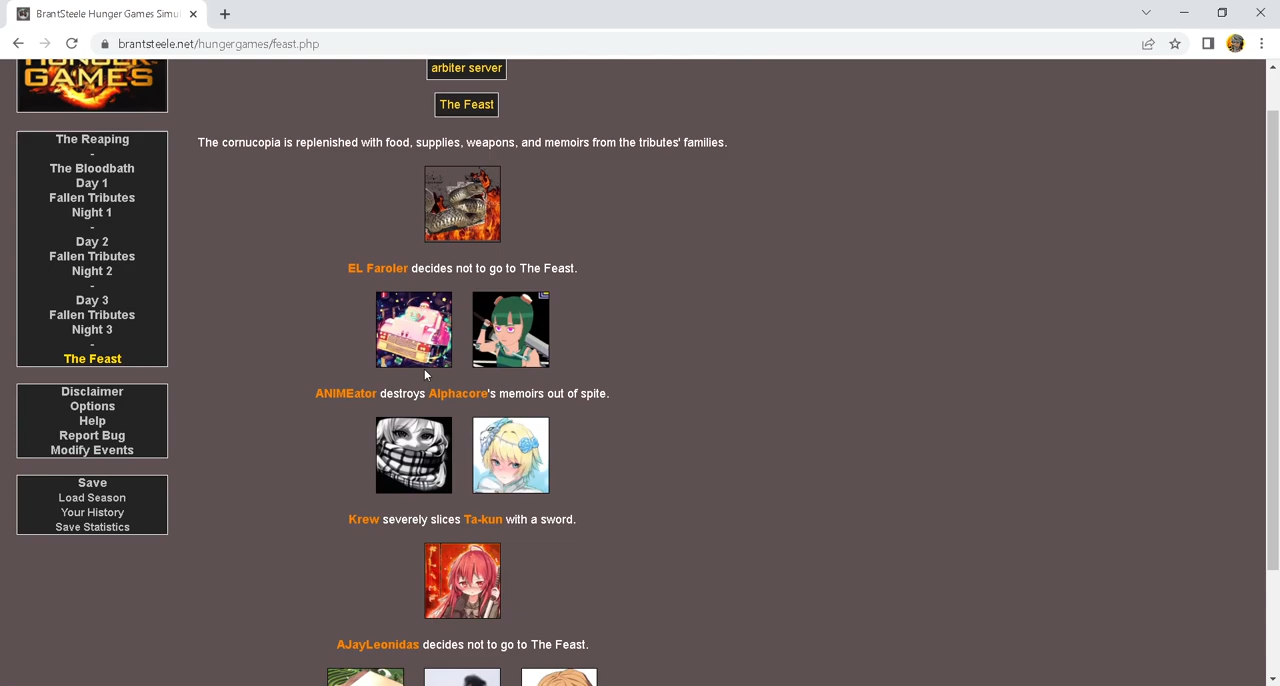 BrantSteele Hunger Games Simul
brantsteele.net/hungergames/feast.php
HUNGER
GAMES
arbiter server
The Feast
The Reaping
-
The Bloodbath
Day 1
Fallen Tributes
Night 1
-
Day 2
Fallen Tributes
Night 2
-
Day 3
Fallen Tributes
Night 3
-
The Feast
Disclaimer
Options
Help
Report Bug
Modify Events
Save
Load Season
Your History
Save Statistics
The cornucopia is replenished with food, supplies, weapons, and memoirs from the tributes' families.
EL Faroler decides not to go to The Feast.
ANIMEator destroys Alphacore's memoirs out of spite.
Krew severely slices Ta-kun with a sword.
AJayLeonidas decides not to go to The Feast.